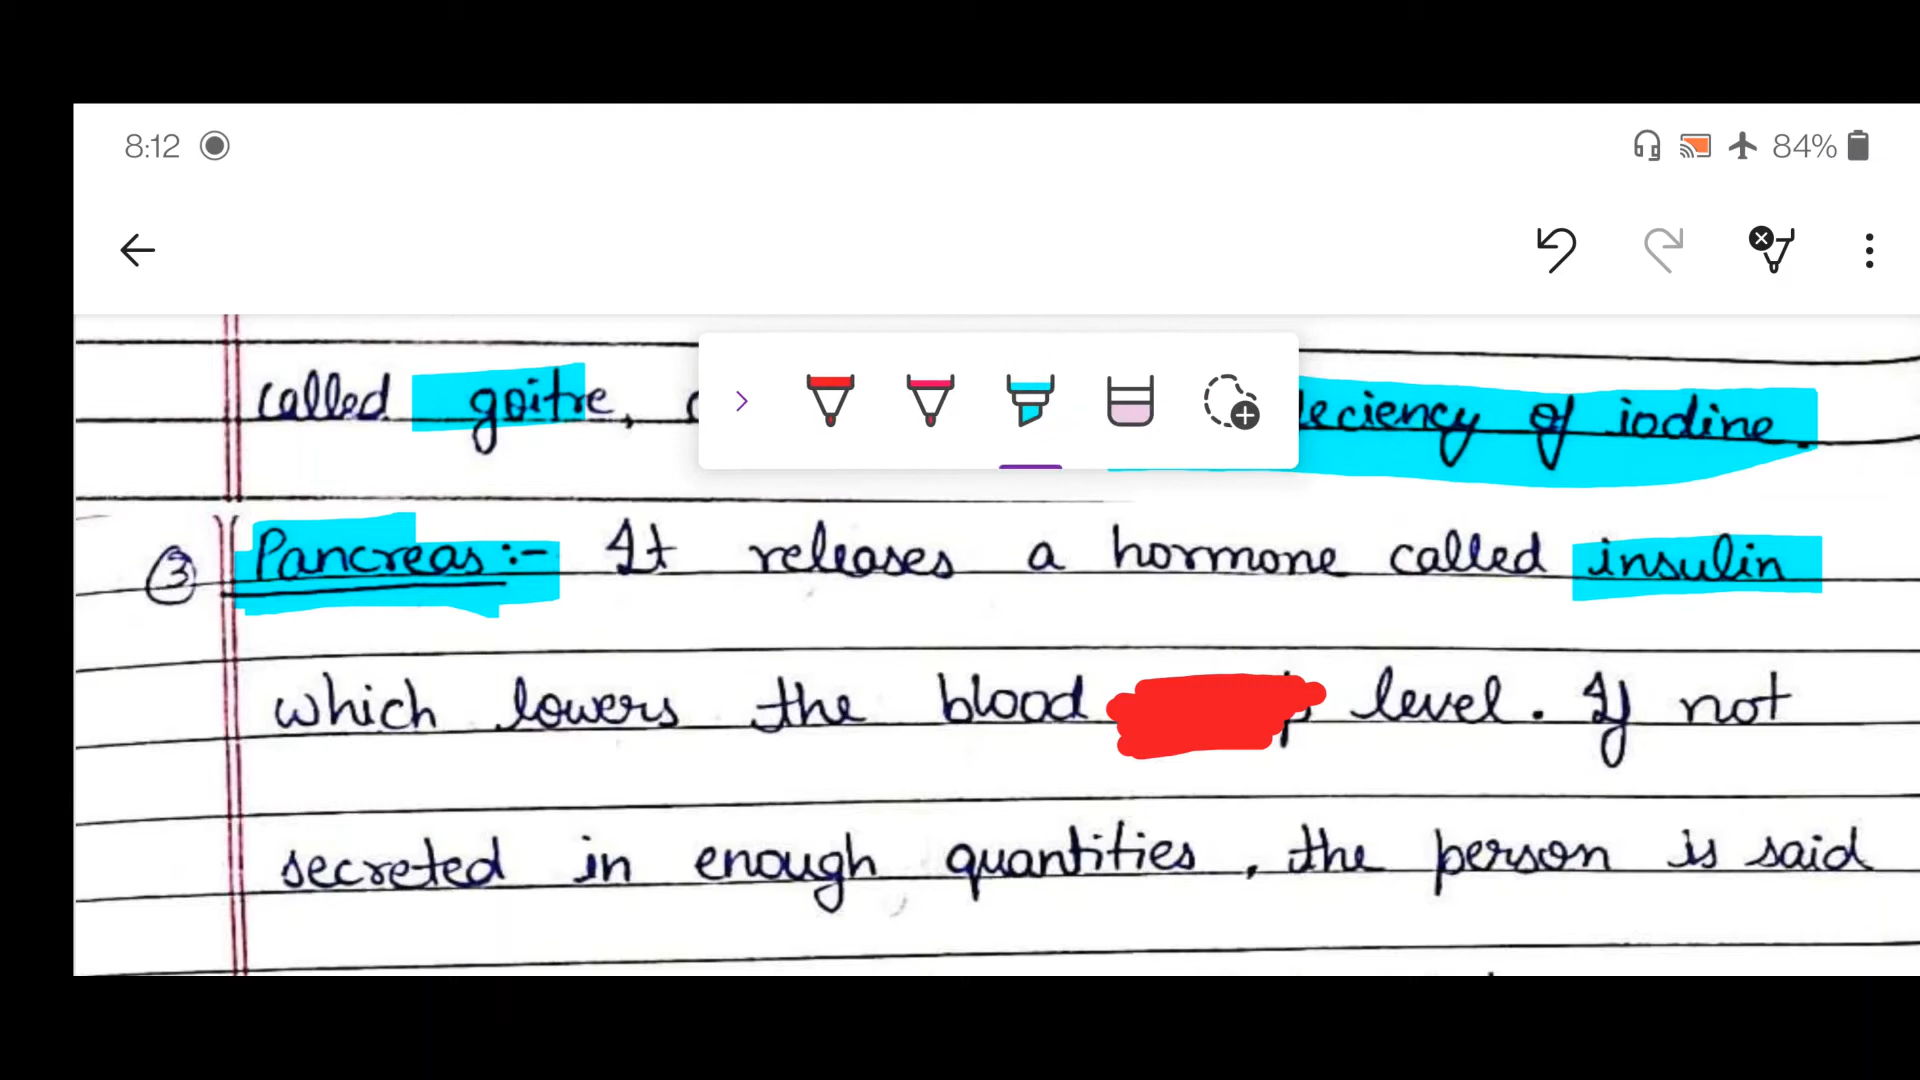 8:12 84%
called goitre, eciency of iodine.
③ Pancreas :- It releases a hormone called insulin
which lowers the blood level. If not
secreted in enough quantities, the person is said